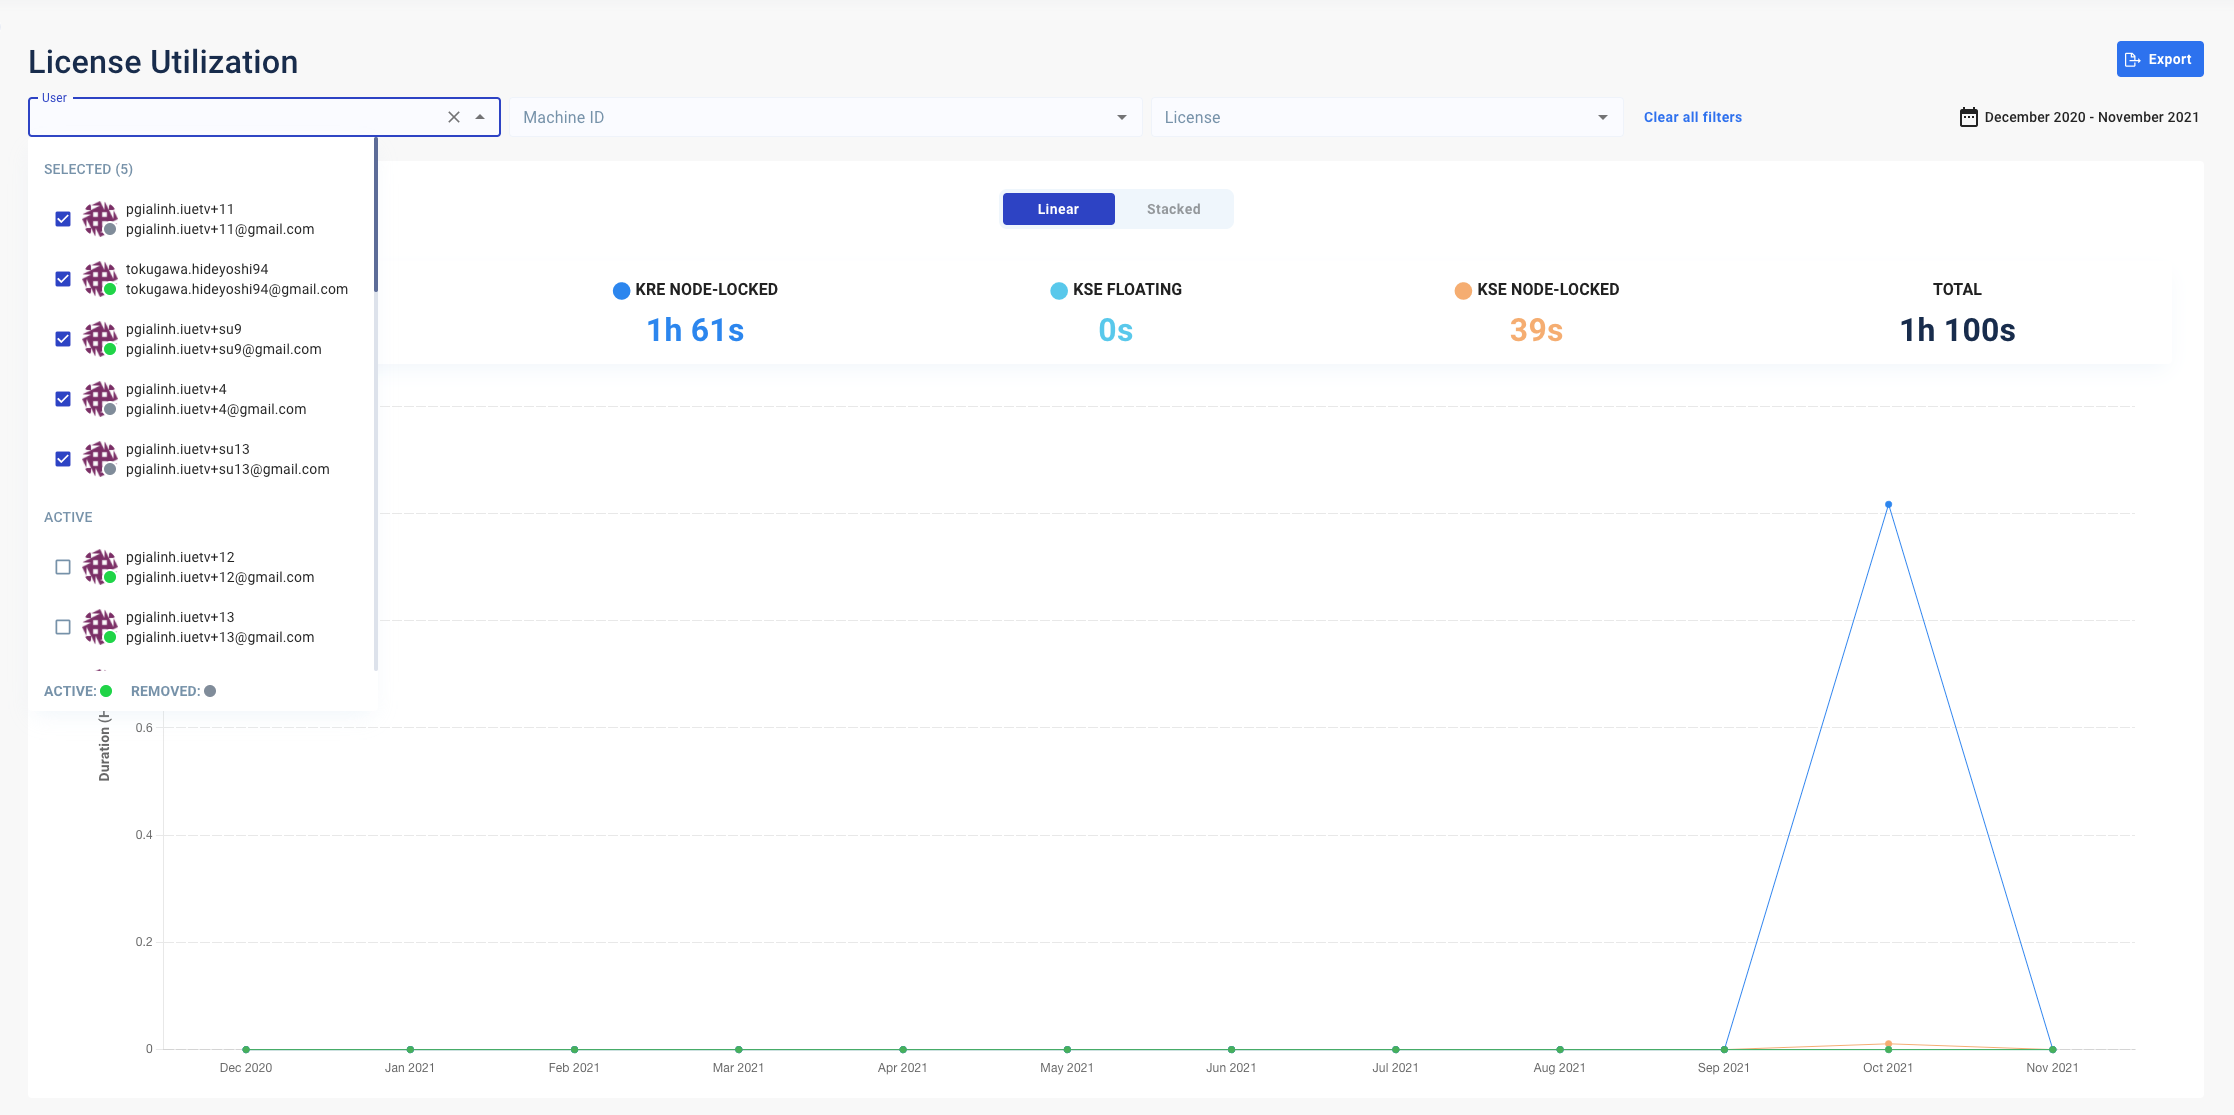 License Utilization
Export
User
Machine ID
License
Clear all filters
December 2020 - November 2021
SELECTED (5)
pgialinh.iuetv+11
pgialinh.iuetv+11@gmail.com
tokugawa.hideyoshi94
tokugawa.hideyoshi94@gmail.com
pgialinh.iuetv+su9
pgialinh.iuetv+su9@gmail.com
pgialinh.iuetv+4
pgialinh.iuetv+4@gmail.com
pgialinh.iuetv+su13
pgialinh.iuetv+su13@gmail.com
ACTIVE
pgialinh.iuetv+12
pgialinh.iuetv+12@gmail.com
pgialinh.iuetv+13
pgialinh.iuetv+13@gmail.com
ACTIVE:
REMOVED:
Linear
Stacked
KRE NODE-LOCKED
1h 61s
KSE FLOATING
0s
KSE NODE-LOCKED
39s
TOTAL
1h 100s
Duration
0.6
0.4
0.2
0
Dec 2020
Jan 2021
Feb 2021
Mar 2021
Apr 2021
May 2021
Jun 2021
Jul 2021
Aug 2021
Sep 2021
Oct 2021
Nov 2021